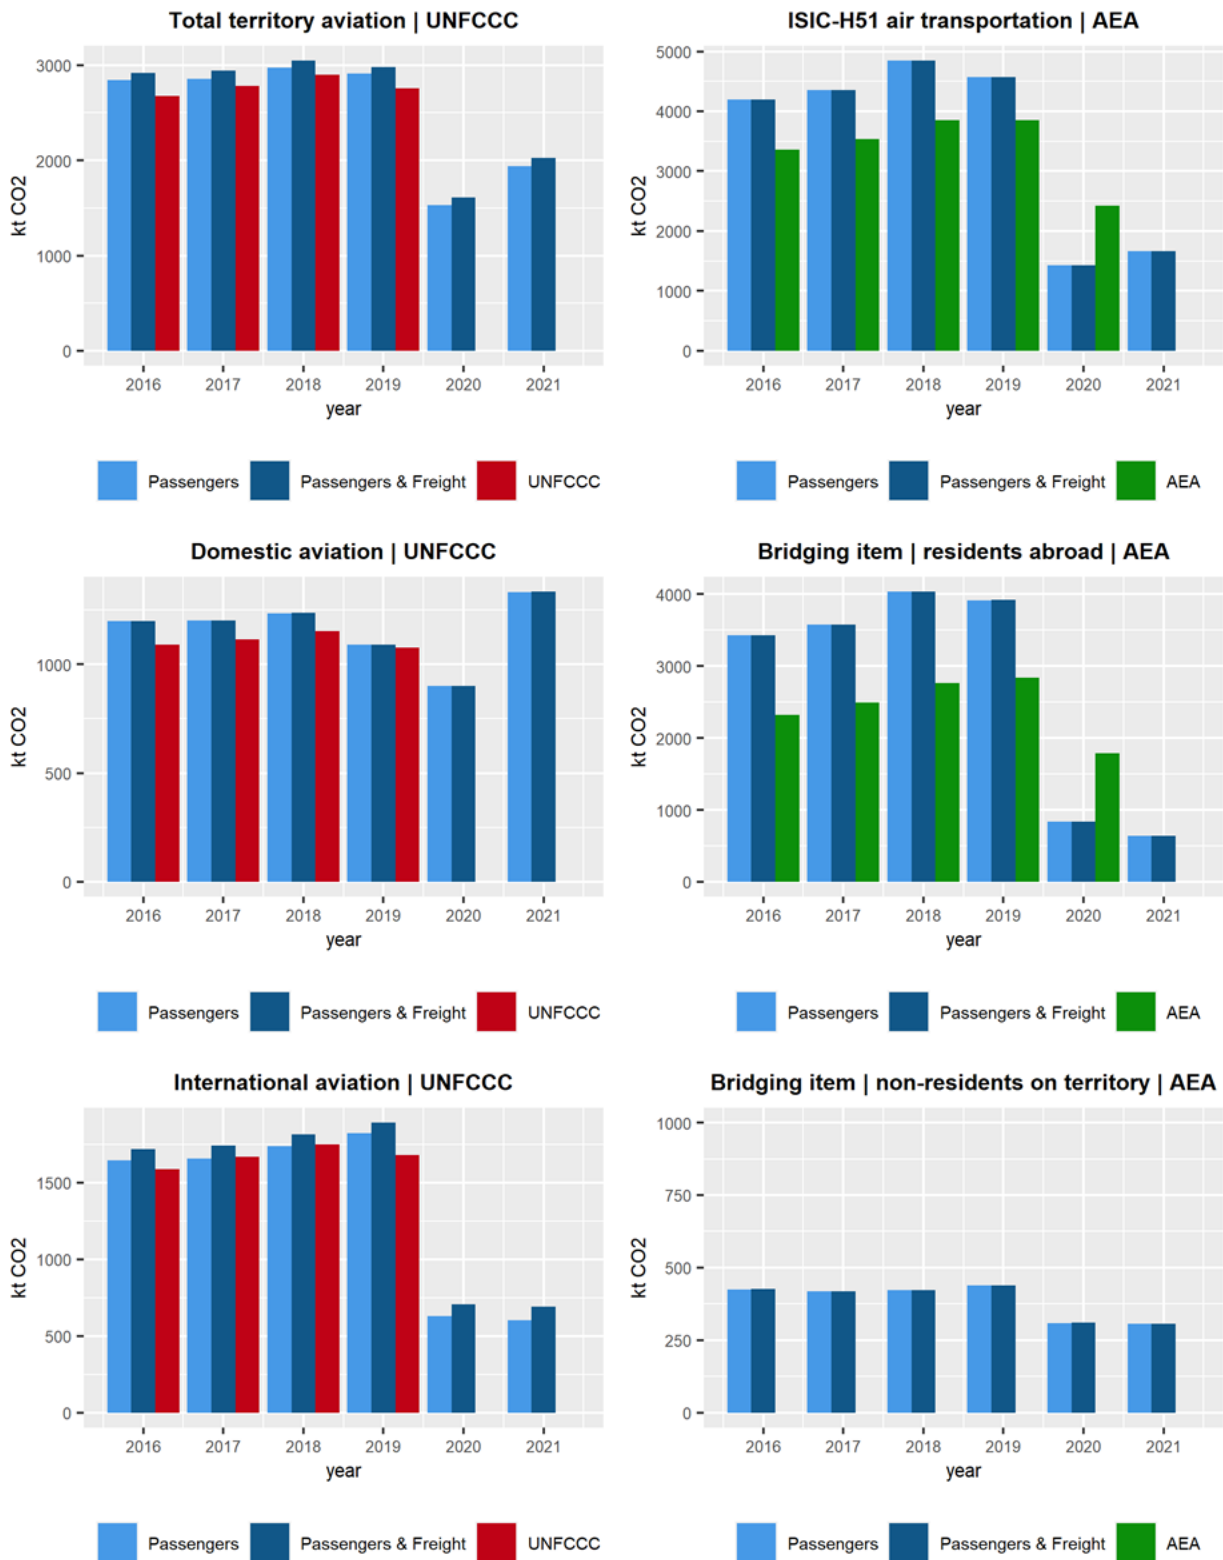 Total territory aviation | UNFCCC
3000
2000
1000
0
kt CO2
2016 2017 2018 2019 2020 2021
year
Passengers Passengers & Freight UNFCCC
ISIC-H51 air transportation | AEA
5000
4000
3000
2000
1000
0
kt CO2
2016 2017 2018 2019 2020 2021
year
Passengers Passengers & Freight AEA
Domestic aviation | UNFCCC
1000
500
0
kt CO2
2016 2017 2018 2019 2020 2021
year
Passengers Passengers & Freight UNFCCC
Bridging item | residents abroad | AEA
4000
3000
2000
1000
0
kt CO2
2016 2017 2018 2019 2020 2021
year
Passengers Passengers & Freight AEA
International aviation | UNFCCC
1500
1000
500
0
kt CO2
2016 2017 2018 2019 2020 2021
year
Passengers Passengers & Freight UNFCCC
Bridging item | non-residents on territory | AEA
1000
750
500
250
0
kt CO2
2016 2017 2018 2019 2020 2021
year
Passengers Passengers & Freight AEA